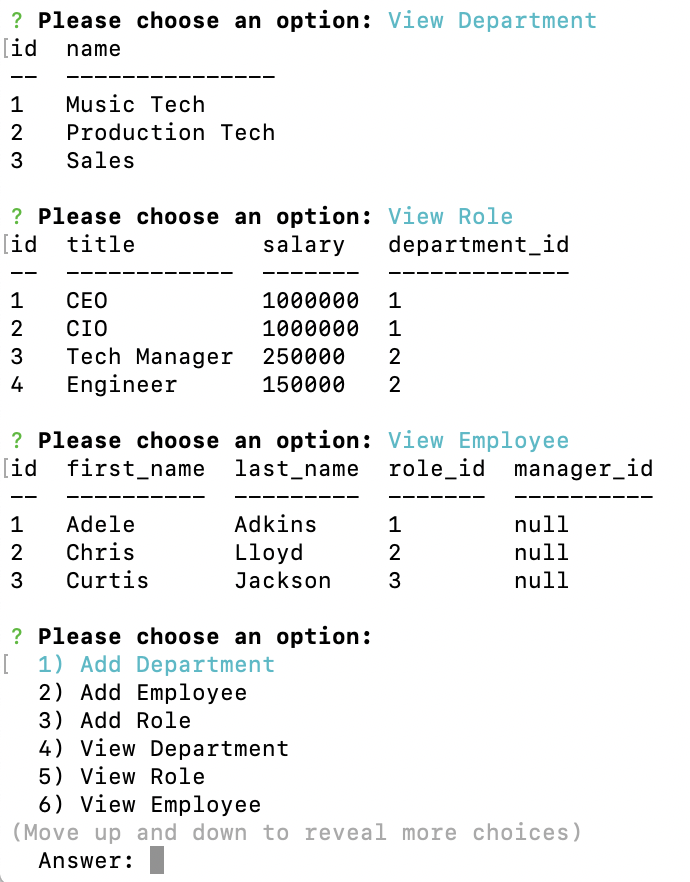 ? Please choose an option: View Department
id  name
--  ---------------
1   Music Tech
2   Production Tech
3   Sales

? Please choose an option: View Role
id  title         salary   department_id
--  ------------  -------  -------------
1   CEO           1000000  1
2   CIO           1000000  1
3   Tech Manager  250000   2
4   Engineer      150000   2

? Please choose an option: View Employee
id  first_name  last_name  role_id  manager_id
--  ----------  ---------  -------  ----------
1   Adele       Adkins     1        null
2   Chris       Lloyd      2        null
3   Curtis      Jackson    3        null

? Please choose an option:
  1) Add Department
  2) Add Employee
  3) Add Role
  4) View Department
  5) View Role
  6) View Employee
(Move up and down to reveal more choices)
  Answer: